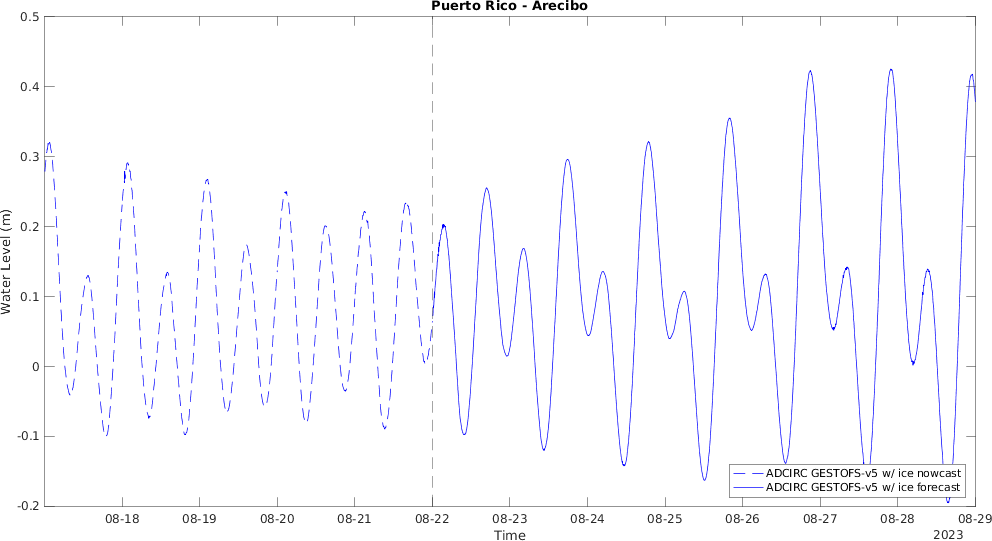 Puerto Rico - Arecibo
0.5
0.4
0.3
0.2
0.1
0
-0.1
-0.2
Water Level (m)
ADCIRC GESTOFS-v5 w/ ice nowcast
ADCIRC GESTOFS-v5 w/ ice forecast
08-18 08-19 08-20 08-21 08-22 08-23 08-24 08-25 08-26 08-27 08-28 08-29
Time
2023